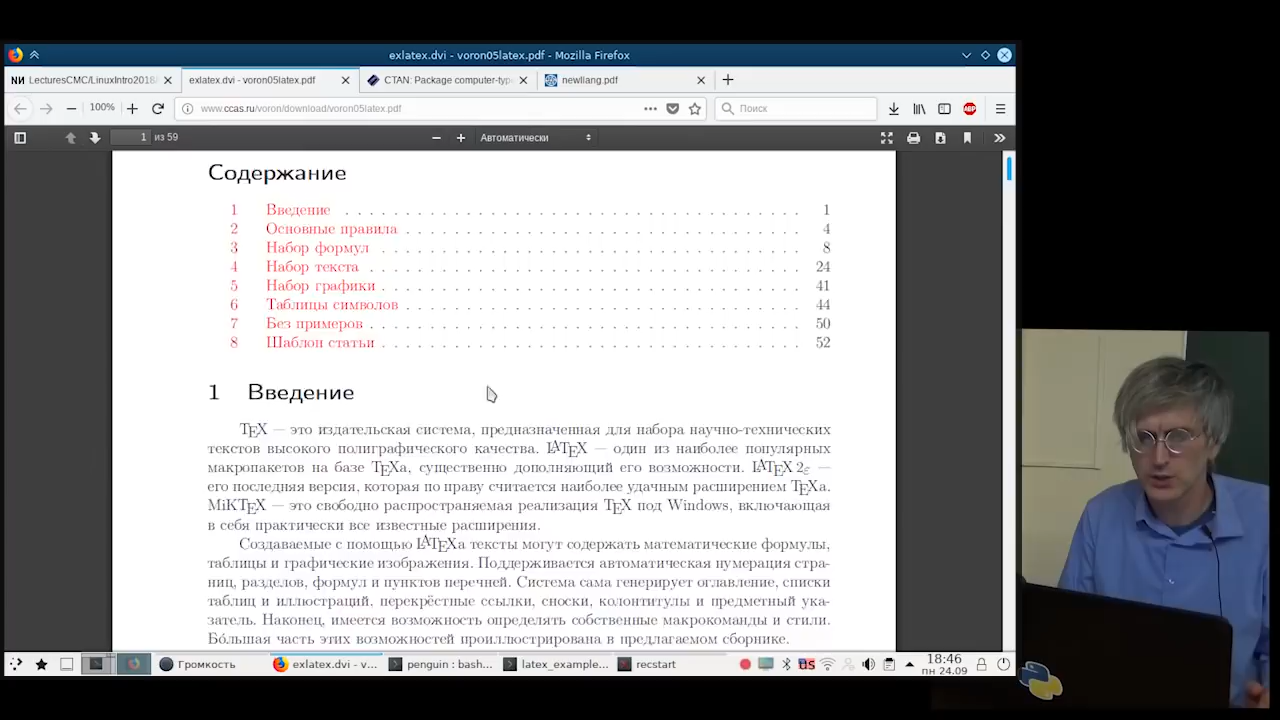 exlatex.dvi - voron05latex.pdf - Mozilla Firefox
LecturesCMC/LinuxIntro2018
exlatex.dvi - voron05latex.pdf
CTAN: Package computer-typ
newllang.pdf
100%
www.ccas.ru/voron/download/voron05latex.pdf
Поиск
ABP
1 из 59
Автоматически
Содержание
1 Введение 1
2 Основные правила 4
3 Набор формул 8
4 Набор текста 24
5 Набор графики 41
6 Таблицы символов 44
7 Без примеров 50
8 Шаблон статьи 52
1 Введение
TEX — это издательская система, предназначенная для набора научно-технических
текстов высокого полиграфического качества. LATEX — один из наиболее популярных
макропакетов на базе TEXа, существенно дополняющий его возможности. LATEX 2ε —
его последняя версия, которая по праву считается наиболее удачным расширением TEXа.
MiKTEX — это свободно распространяемая реализация TEX под Windows, включающая
в себя практически все известные расширения.
Создаваемые с помощью LATEXа тексты могут содержать математические формулы,
таблицы и графические изображения. Поддерживается автоматическая нумерация стра-
ниц, разделов, формул и пунктов перечней. Система сама генерирует оглавление, списки
таблиц и иллюстраций, перекрёстные ссылки, сноски, колонтитулы и предметный ука-
затель. Наконец, имеется возможность определять собственные макрокоманды и стили.
Бо́льшая часть этих возможностей проиллюстрирована в предлагаемом сборнике.
Громкость
exlatex.dvi - v...
penguin : bash...
latex_example...
recstart
us
18:46
пн 24.09